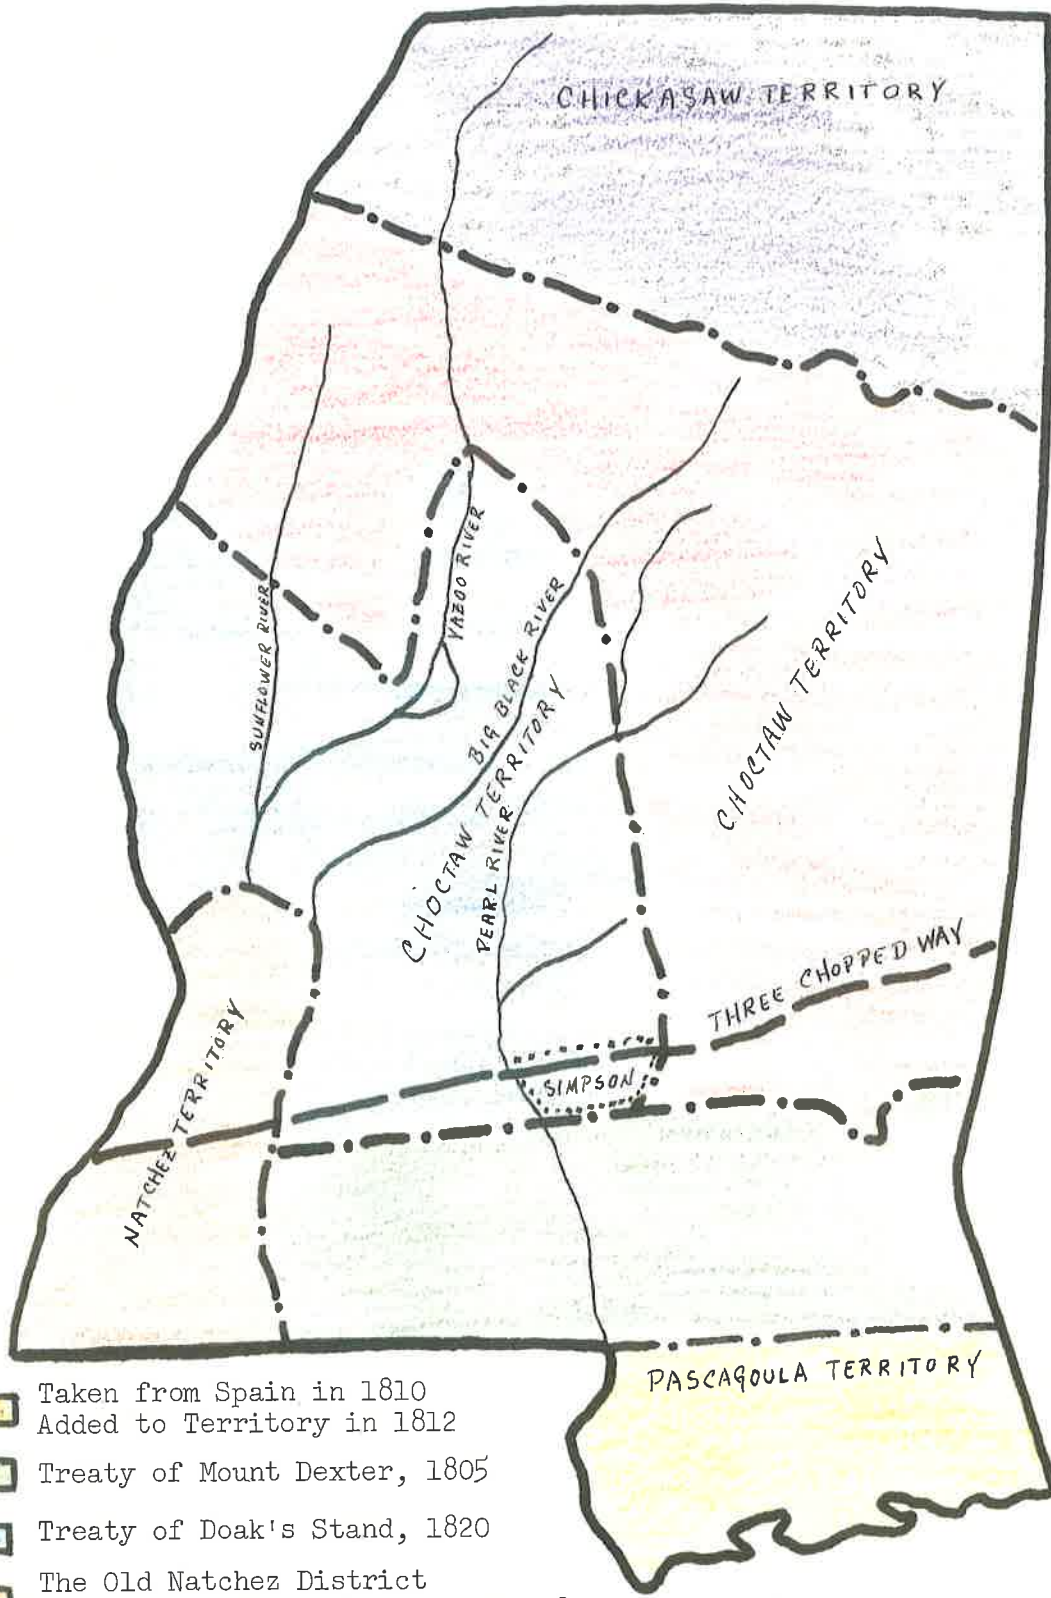 CHICKASAW TERRITORY
YAZOO RIVER
SUNFLOWER RIVER
BIG BLACK RIVER
CHOCTAW TERRITORY
CHOCTAW TERRITORY
PEARL RIVER
THREE CHOPPED WAY
SIMPSON
NATCHEZ TERRITORY
PASCAGOULA TERRITORY
Taken from Spain in 1810
Added to Territory in 1812
Treaty of Mount Dexter, 1805
Treaty of Doak's Stand, 1820
The Old Natchez District